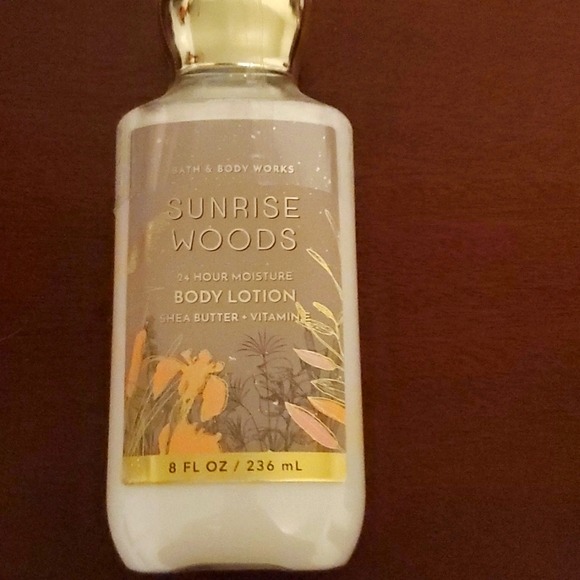 BATH & BODY WORKS
SUNRISE
WOODS
24 HOUR MOISTURE
BODY LOTION
SHEA BUTTER • VITAMIN E
8 FL OZ / 236 mL